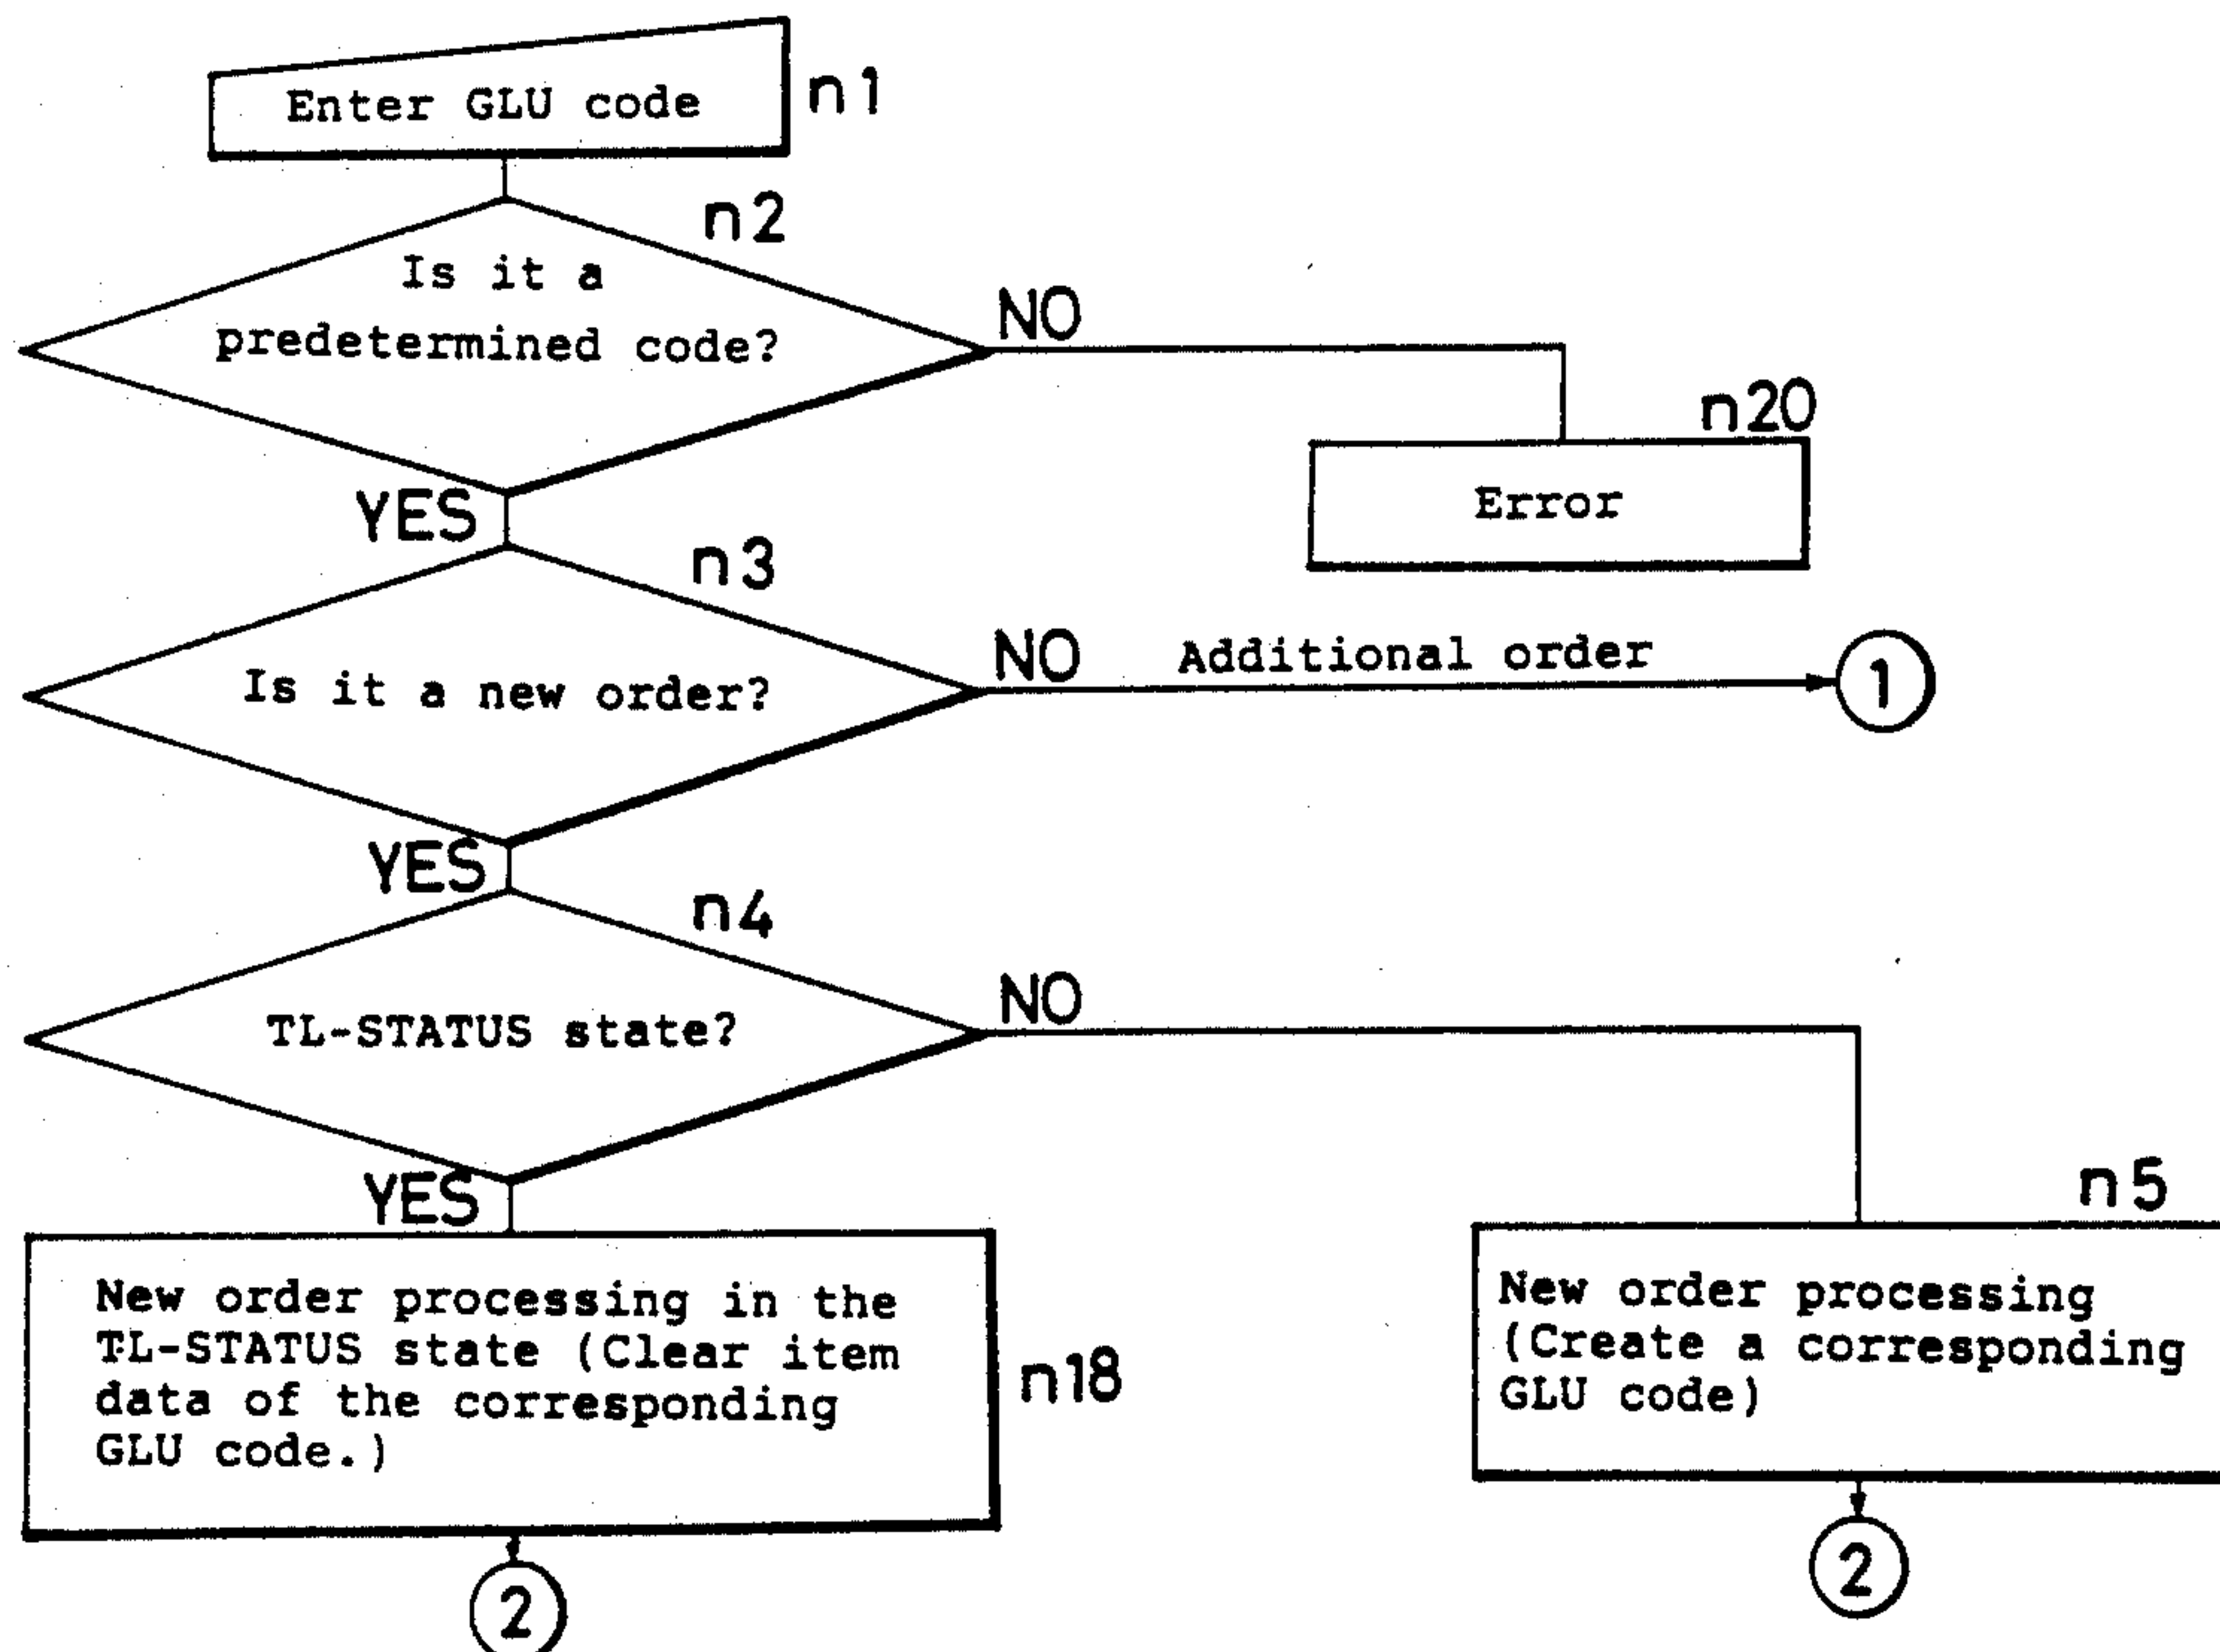 Enter GLU code
n1
n2
Is it a
predetermined code?
NO
n20
Error
YES
n3
Is it a new order?
NO
Additional order
1
YES
n4
TL-STATUS state?
NO
YES
n5
New order processing in the
TL-STATUS state (Clear item
data of the corresponding
GLU code.)
n18
New order processing
(Create a corresponding
GLU code)
2
2